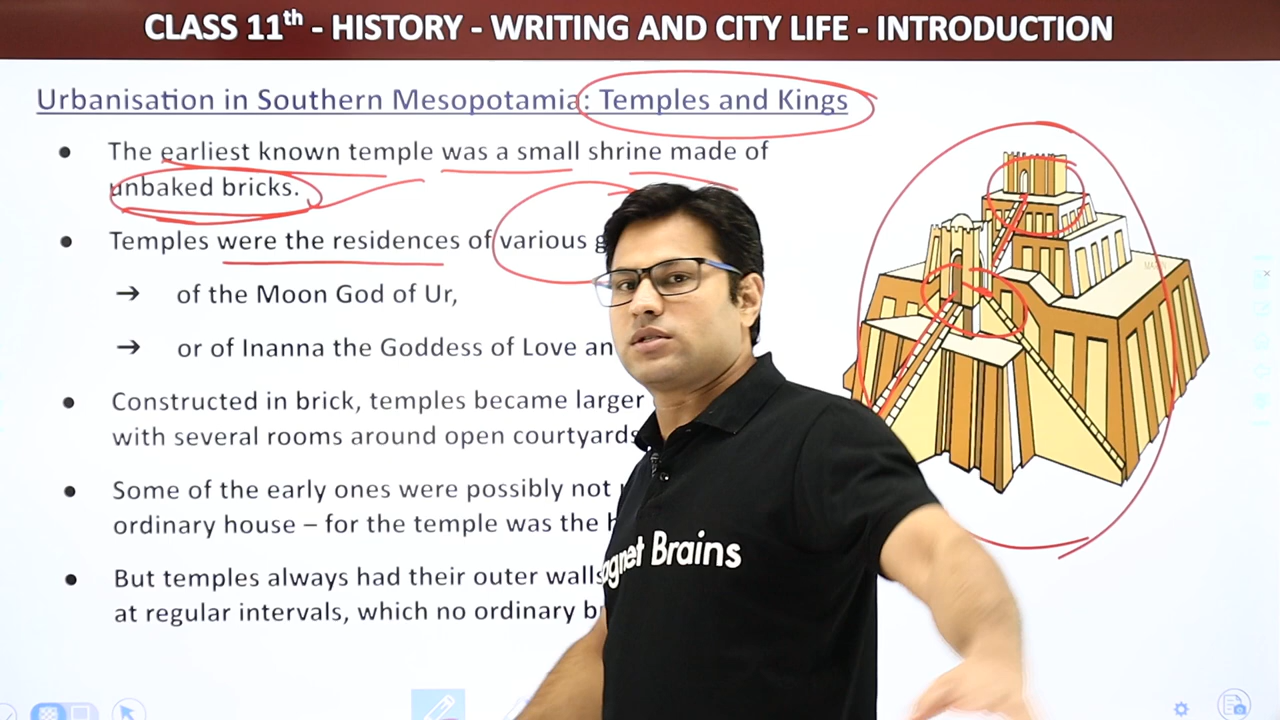 CLASS 11th - HISTORY - WRITING AND CITY LIFE - INTRODUCTION
Urbanisation in Southern Mesopotamia: Temples and Kings
● The earliest known temple was a small shrine made of
unbaked bricks.
● Temples were the residences of various
→ of the Moon God of Ur,
→ or of Inanna the Goddess of Love
● Constructed in brick, temples became larger
with several rooms around open courtyards
● Some of the early ones were possibly not
ordinary house – for the temple was the
● But temples always had their outer walls
at regular intervals, which no ordinary
Brains